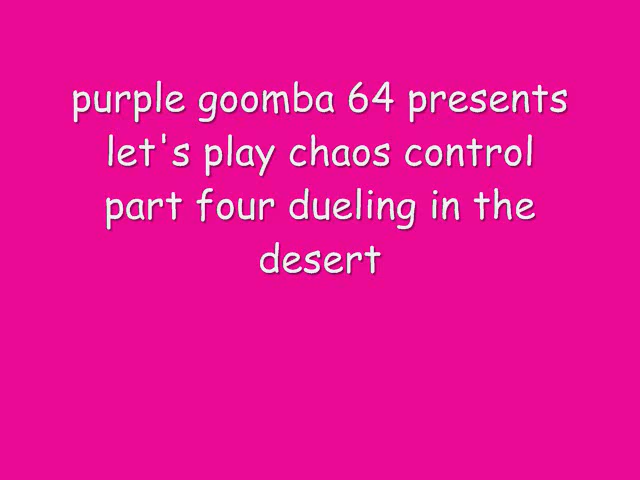 purple goomba 64 presents
let's play chaos control
part four dueling in the
desert